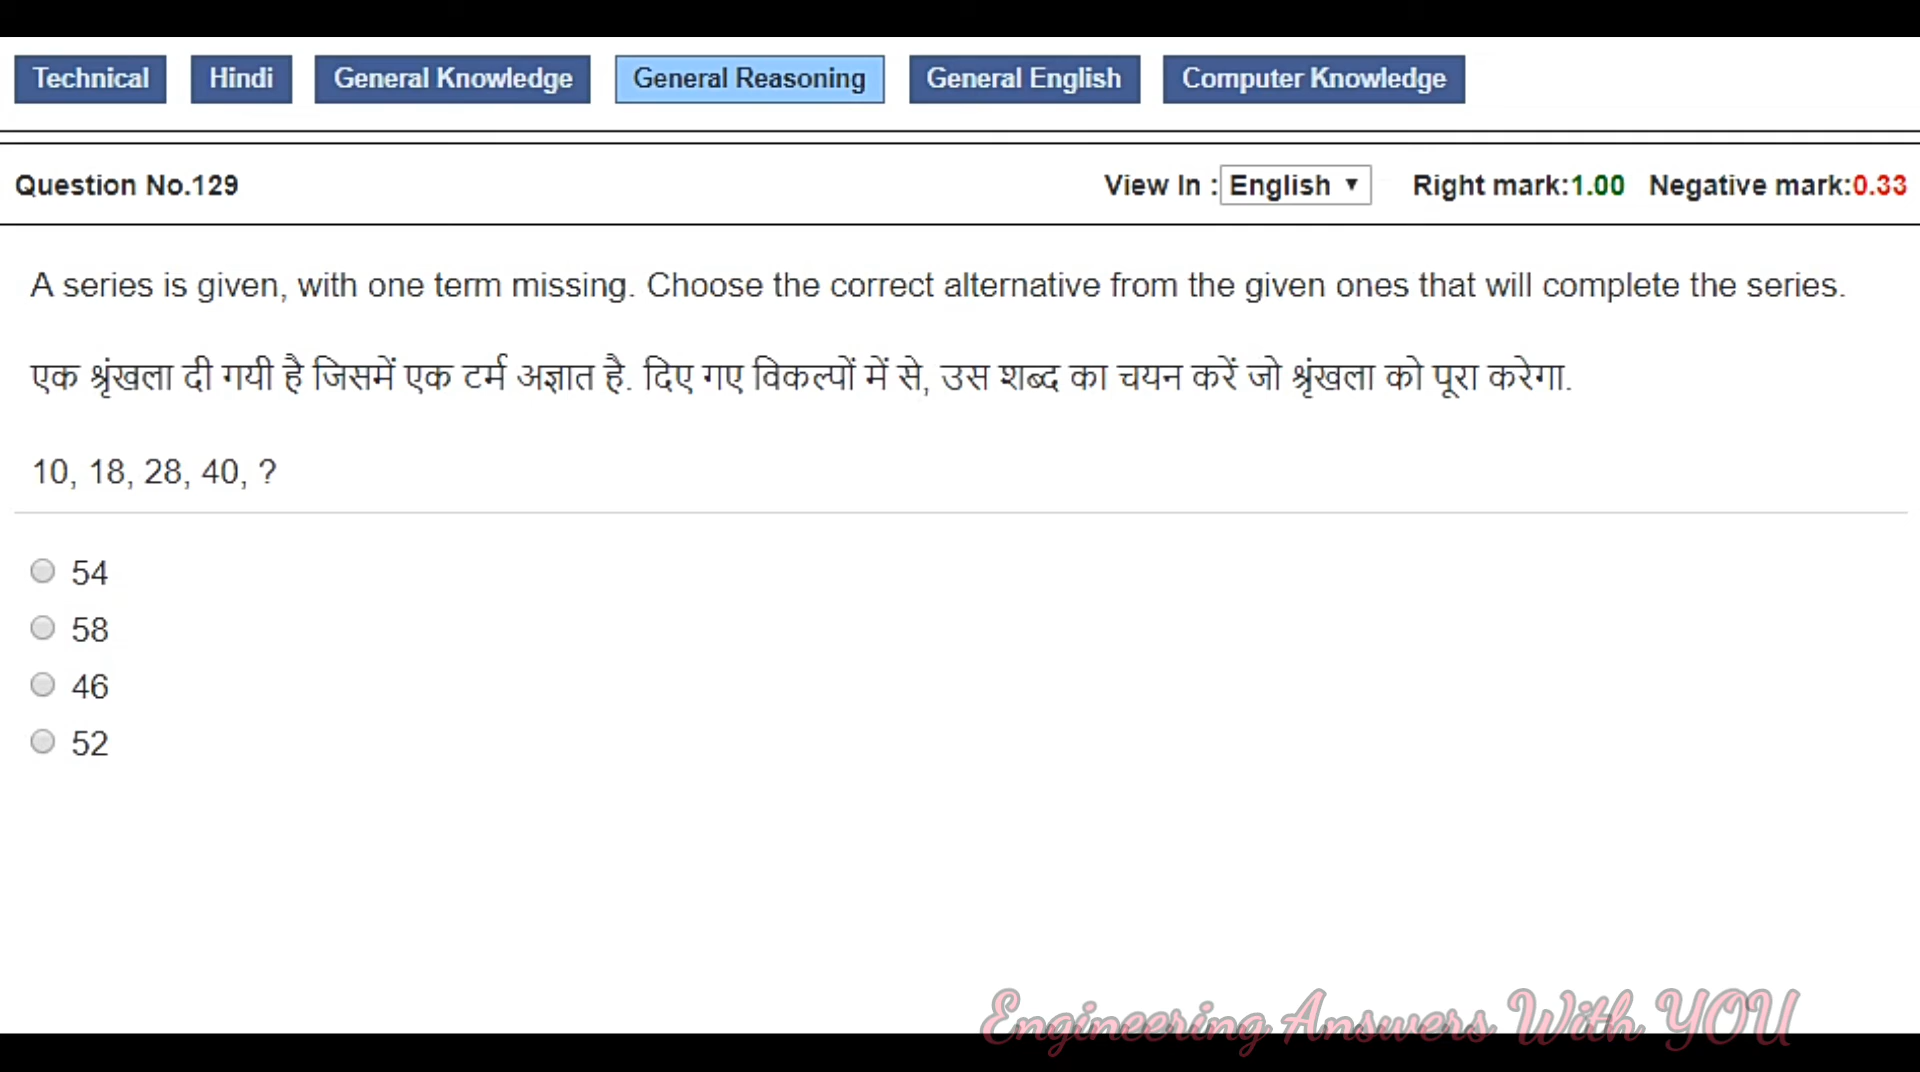 Technical Hindi General Knowledge General Reasoning General English Computer Knowledge
Question No.129 View In : English ▼ Right mark:1.00 Negative mark:0.33
A series is given, with one term missing. Choose the correct alternative from the given ones that will complete the series.
एक श्रृंखला दी गयी है जिसमें एक टर्म अज्ञात है. दिए गए विकल्पों में से, उस शब्द का चयन करें जो श्रृंखला को पूरा करेगा.
10, 18, 28, 40, ?
54
58
46
52
Engineering Answers With YOU